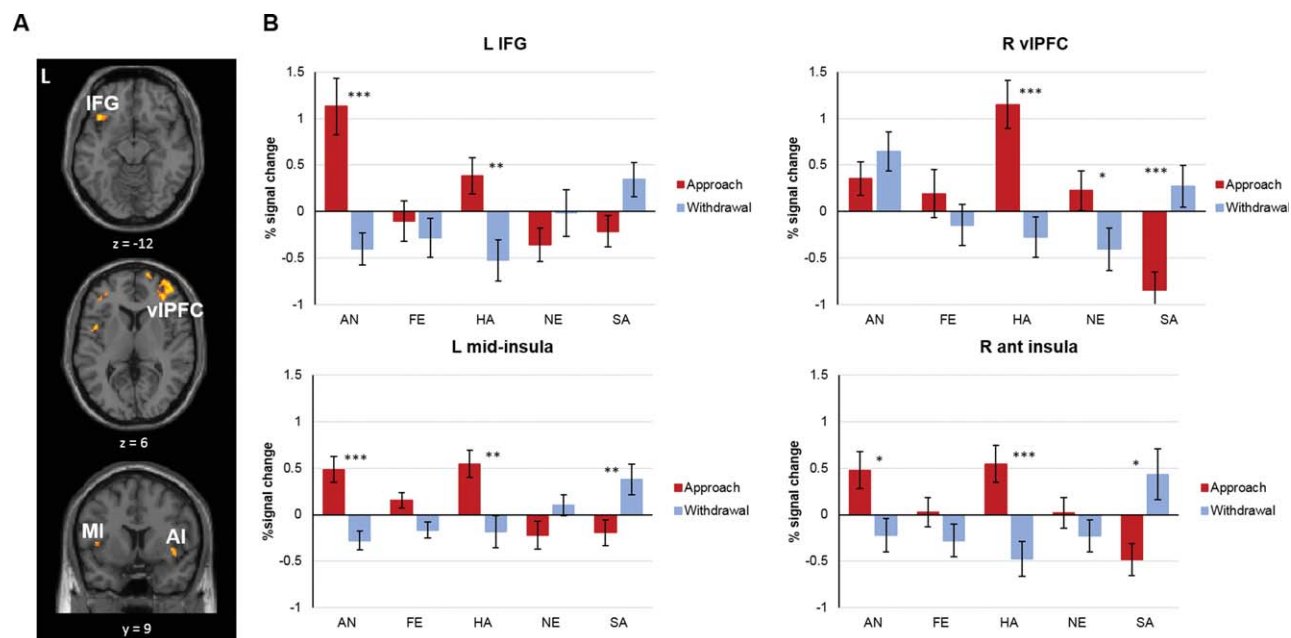 A
L
IFG
z = -12
vlPFC
z = 6
MI
AI
y = 9
B
L IFG
% signal change
1.5
1
0.5
0
-0.5
-1
***
**
AN FE HA NE SA
Approach
Withdrawal
R vlPFC
% signal change
1.5
1
0.5
0
-0.5
-1
***
*
***
AN FE HA NE SA
Approach
Withdrawal
L mid-insula
%signal change
1.5
1
0.5
0
-0.5
-1
***
**
**
AN FE HA NE SA
Approach
Withdrawal
R ant insula
% signal change
1.5
1
0.5
0
-0.5
-1
*
***
*
AN FE HA NE SA
Approach
Withdrawal